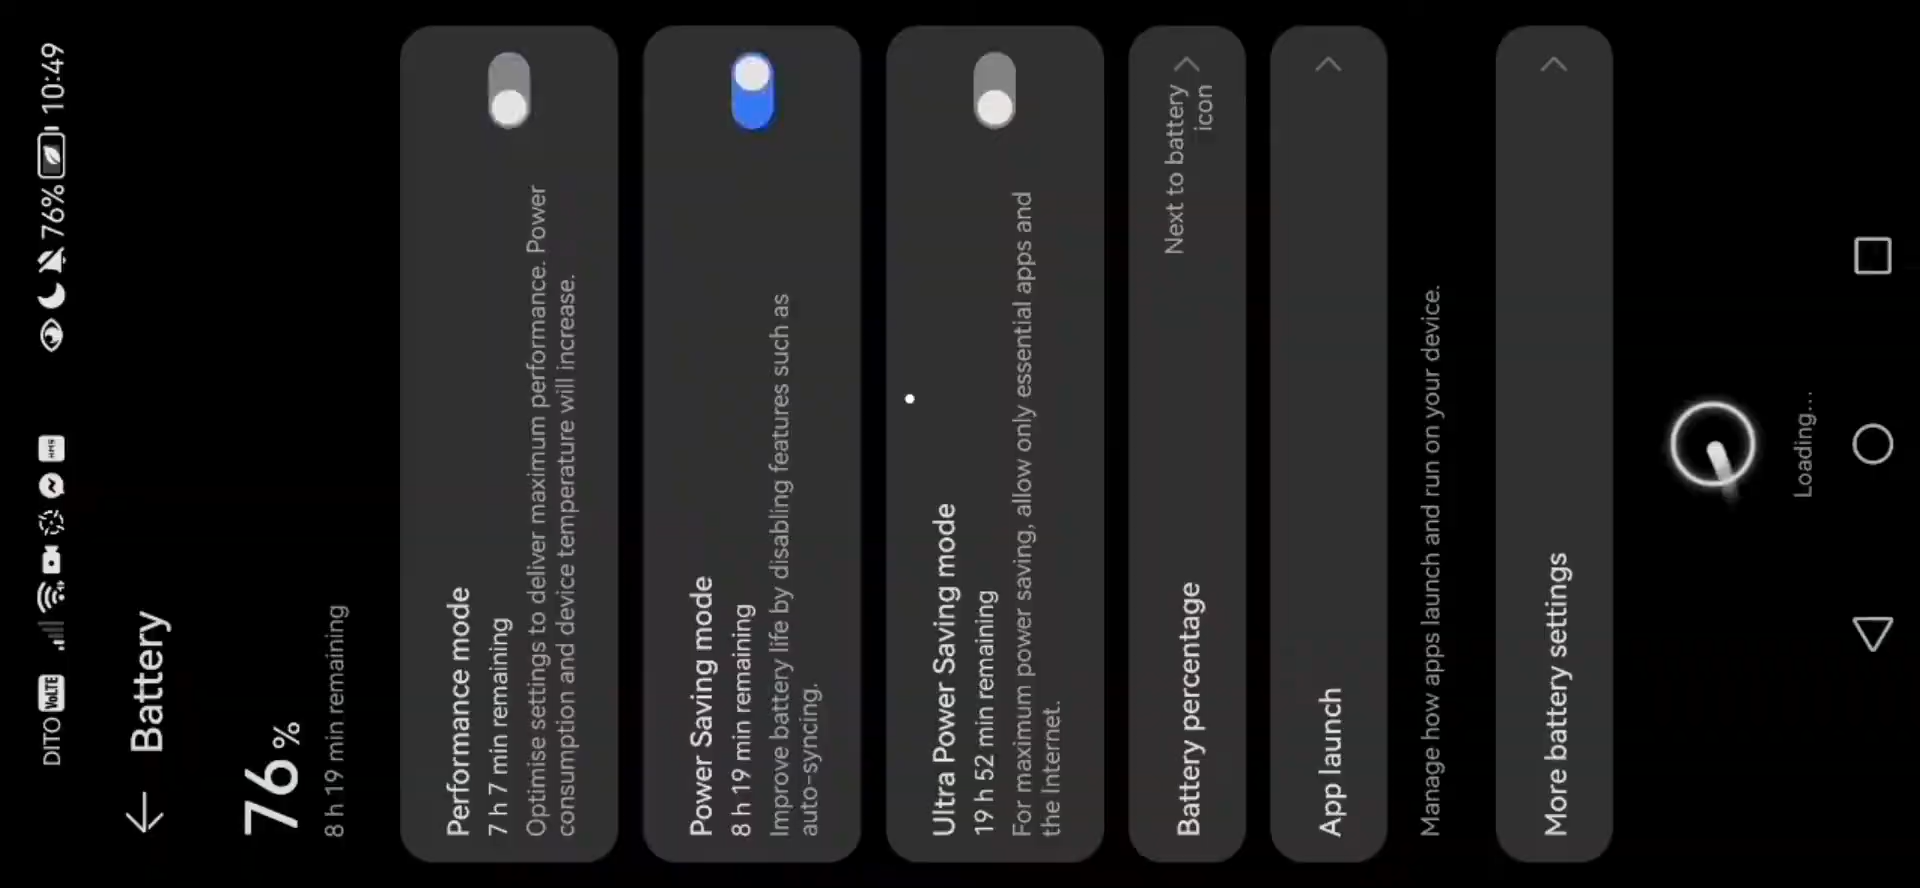 DITO VoLTE HMS 76% 10:49
Battery
76 %
8 h 19 min remaining
Performance mode
7 h 7 min remaining
Optimise settings to deliver maximum performance. Power
consumption and device temperature will increase.
Power Saving mode
8 h 19 min remaining
Improve battery life by disabling features such as
auto-syncing.
Ultra Power Saving mode
19 h 52 min remaining
For maximum power saving, allow only essential apps and
the Internet.
Battery percentage
Next to battery
icon
App launch
Manage how apps launch and run on your device.
More battery settings
Loading...